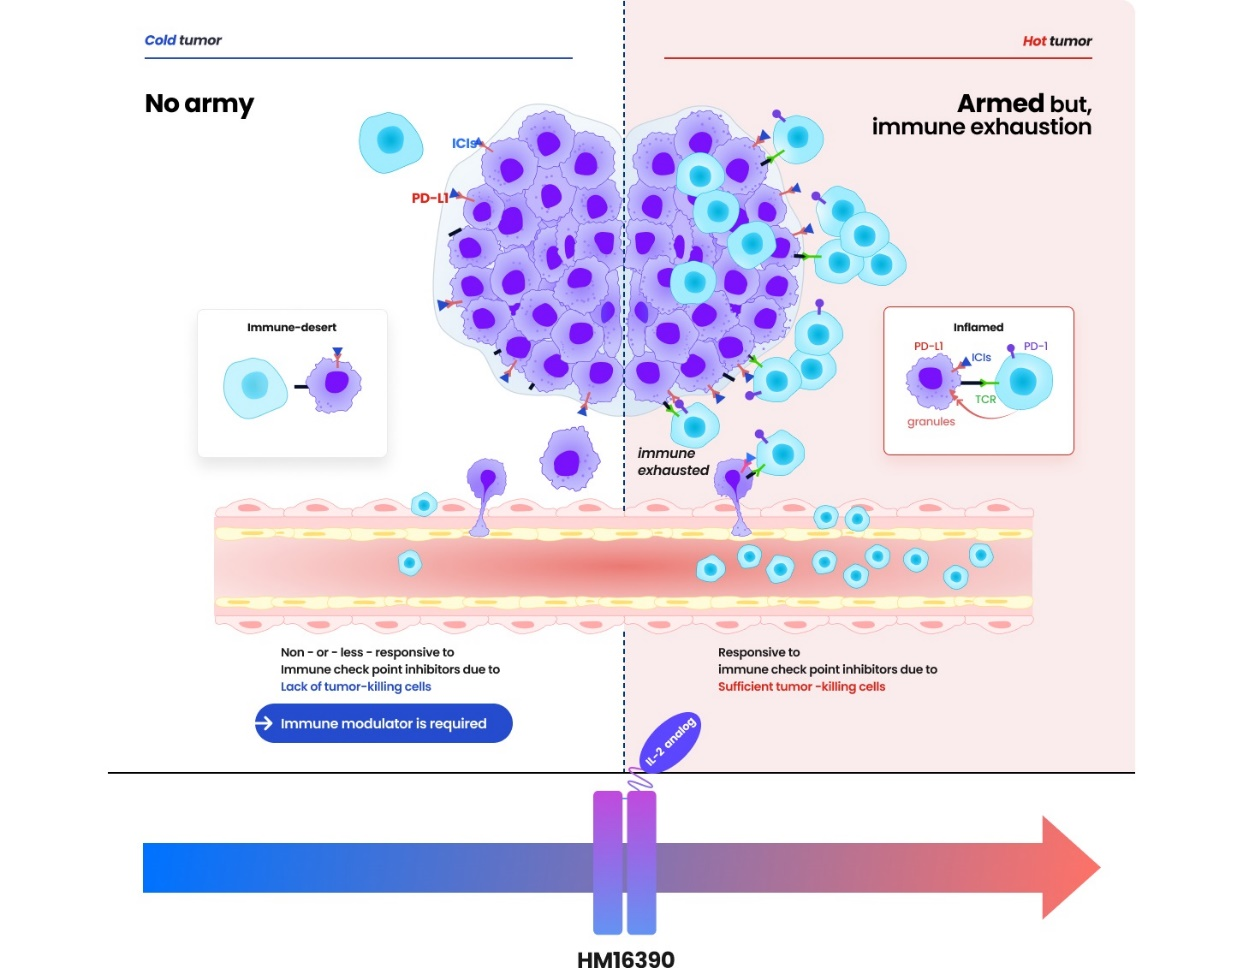 Cold tumor
Hot tumor
No army
Armed but,
immune exhaustion
ICIs
PD-L1
Immune-desert
Inflamed
PD-L1
PD-1
ICIs
TCR
granules
immune
exhausted
Non - or - less - responsive to
Immune check point inhibitors due to
Lack of tumor-killing cells
Immune modulator is required
Responsive to
immune check point inhibitors due to
Sufficient tumor -killing cells
IL-2 analog
HM16390